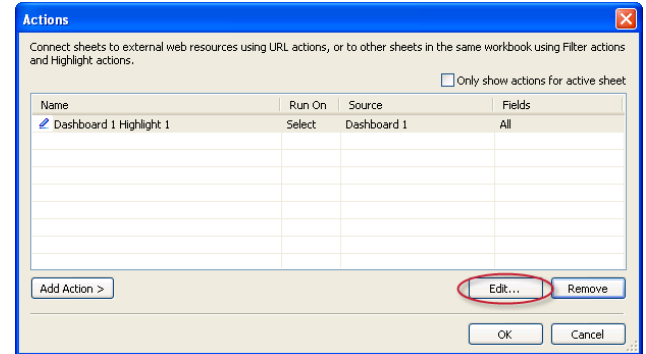 Actions
Connect sheets to external web resources using URL actions, or to other sheets in the same workbook using Filter actions
and Highlight actions.
Only show actions for active sheet
Name Run On Source Fields
Dashboard 1 Highlight 1 Select Dashboard 1 All
Add Action > Edit... Remove
OK Cancel